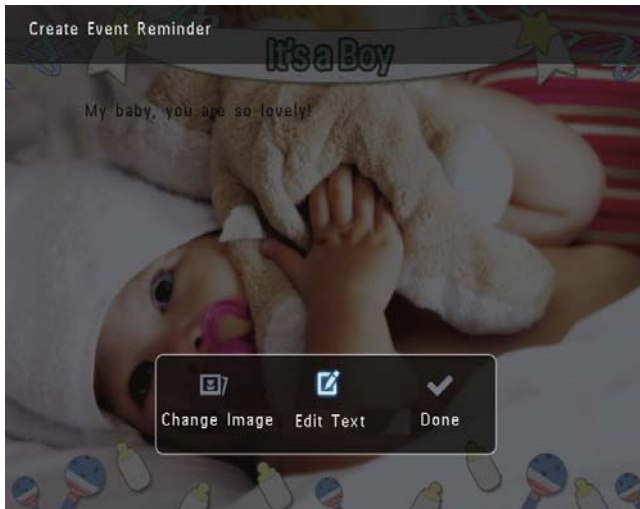 Create Event Reminder
It's a Boy
My baby, you are so lovely!
Change Image
Edit Text
Done